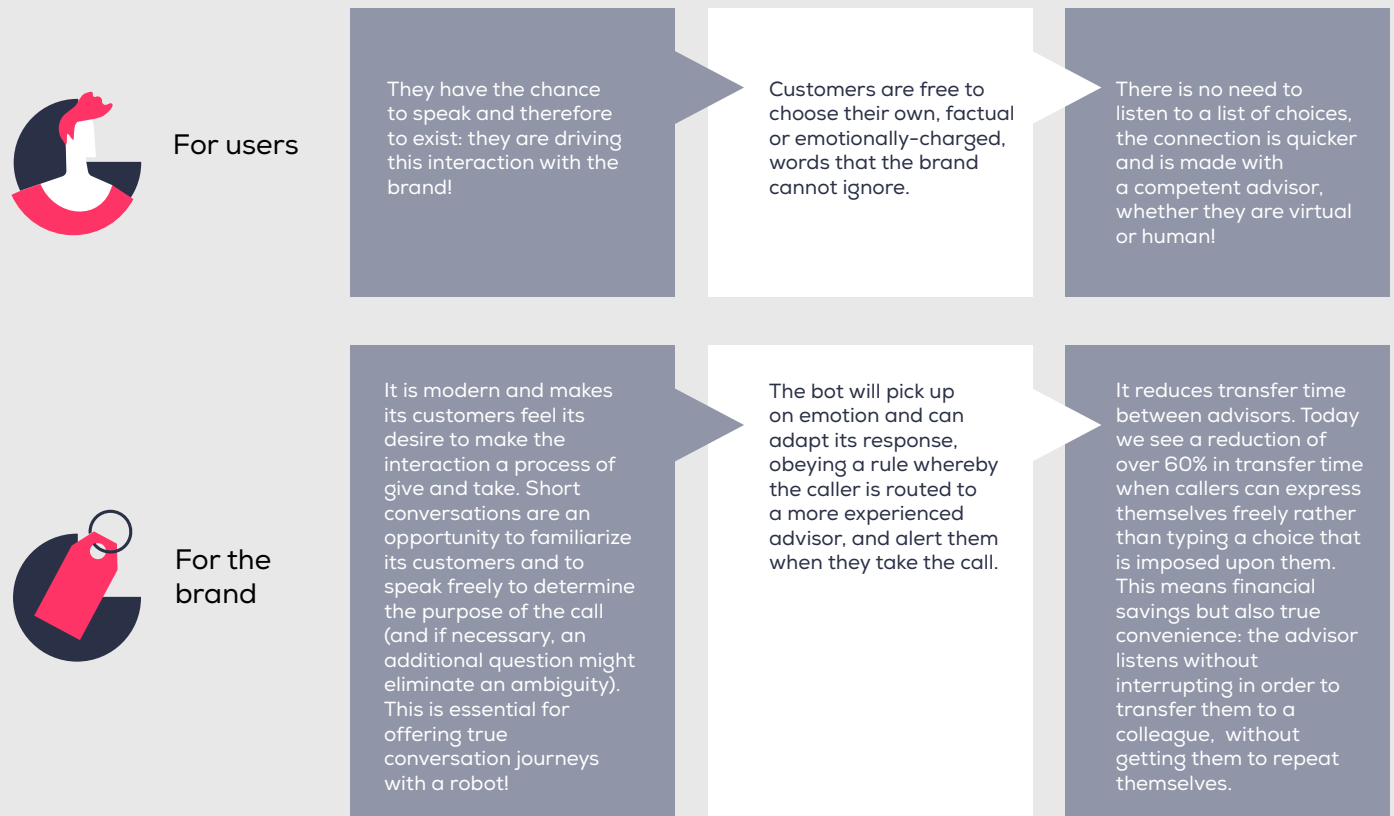 For users
They have the chance
to speak and therefore
to exist: they are driving
this interaction with the
brand!
Customers are free to
choose their own, factual
or emotionally-charged,
words that the brand
cannot ignore.
There is no need to
listen to a list of choices,
the connection is quicker
and is made with
a competent advisor,
whether they are virtual
or human!
For the
brand
It is modern and makes
its customers feel its
desire to make the
interaction a process of
give and take. Short
conversations are an
opportunity to familiarize
its customers and to
speak freely to determine
the purpose of the call
(and if necessary, an
additional question might
eliminate an ambiguity).
This is essential for
offering true
conversation journeys
with a robot!
The bot will pick up
on emotion and can
adapt its response,
obeying a rule whereby
the caller is routed to
a more experienced
advisor, and alert them
when they take the call.
It reduces transfer time
between advisors. Today
we see a reduction of
over 60% in transfer time
when callers can express
themselves freely rather
than typing a choice that
is imposed upon them.
This means financial
savings but also true
convenience: the advisor
listens without
interrupting in order to
transfer them to a
colleague, without
getting them to repeat
themselves.